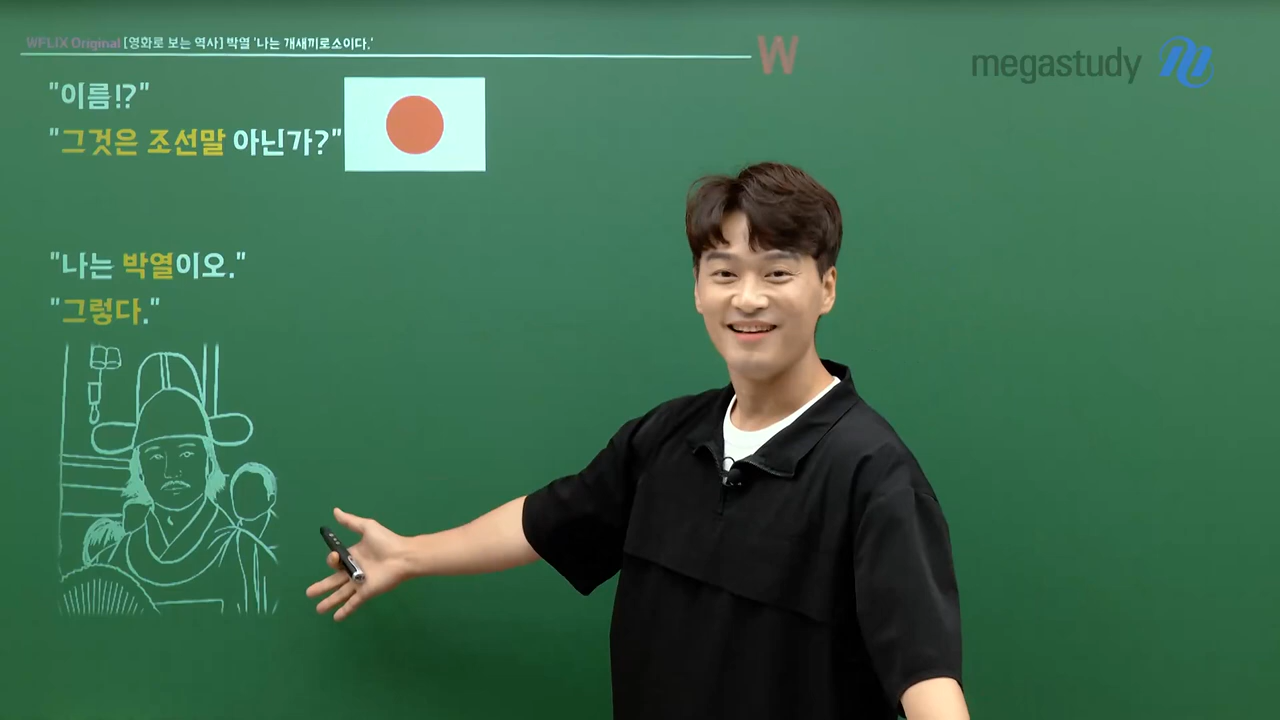 WFLIX Original [영화로 보는 역사] 박열 '나는 개새끼로소이다.'
W
megastudy
"이름!?"
"그것은 조선말 아닌가?"
"나는 박열이오."
"그렇다."